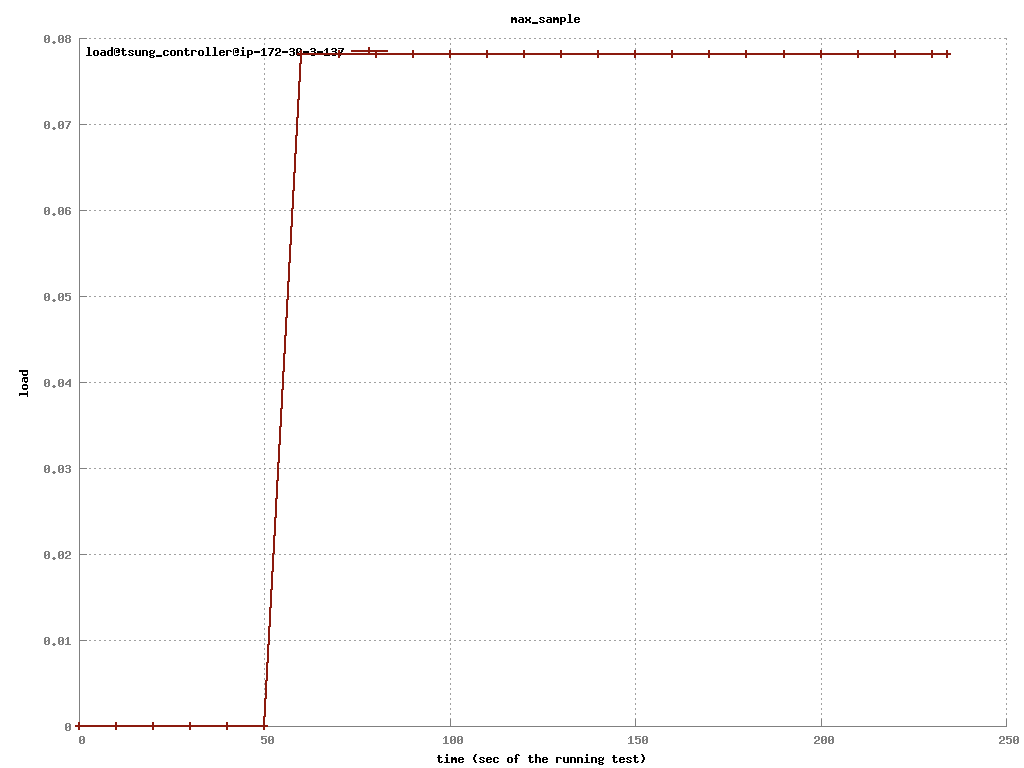 max_sample
0.08
load@tsung_controller@ip-172-30-3-137
0.07
0.06
0.05
load
0.04
0.03
0.02
0.01
0
0 50 100 150 200 250
time (sec of the running test)